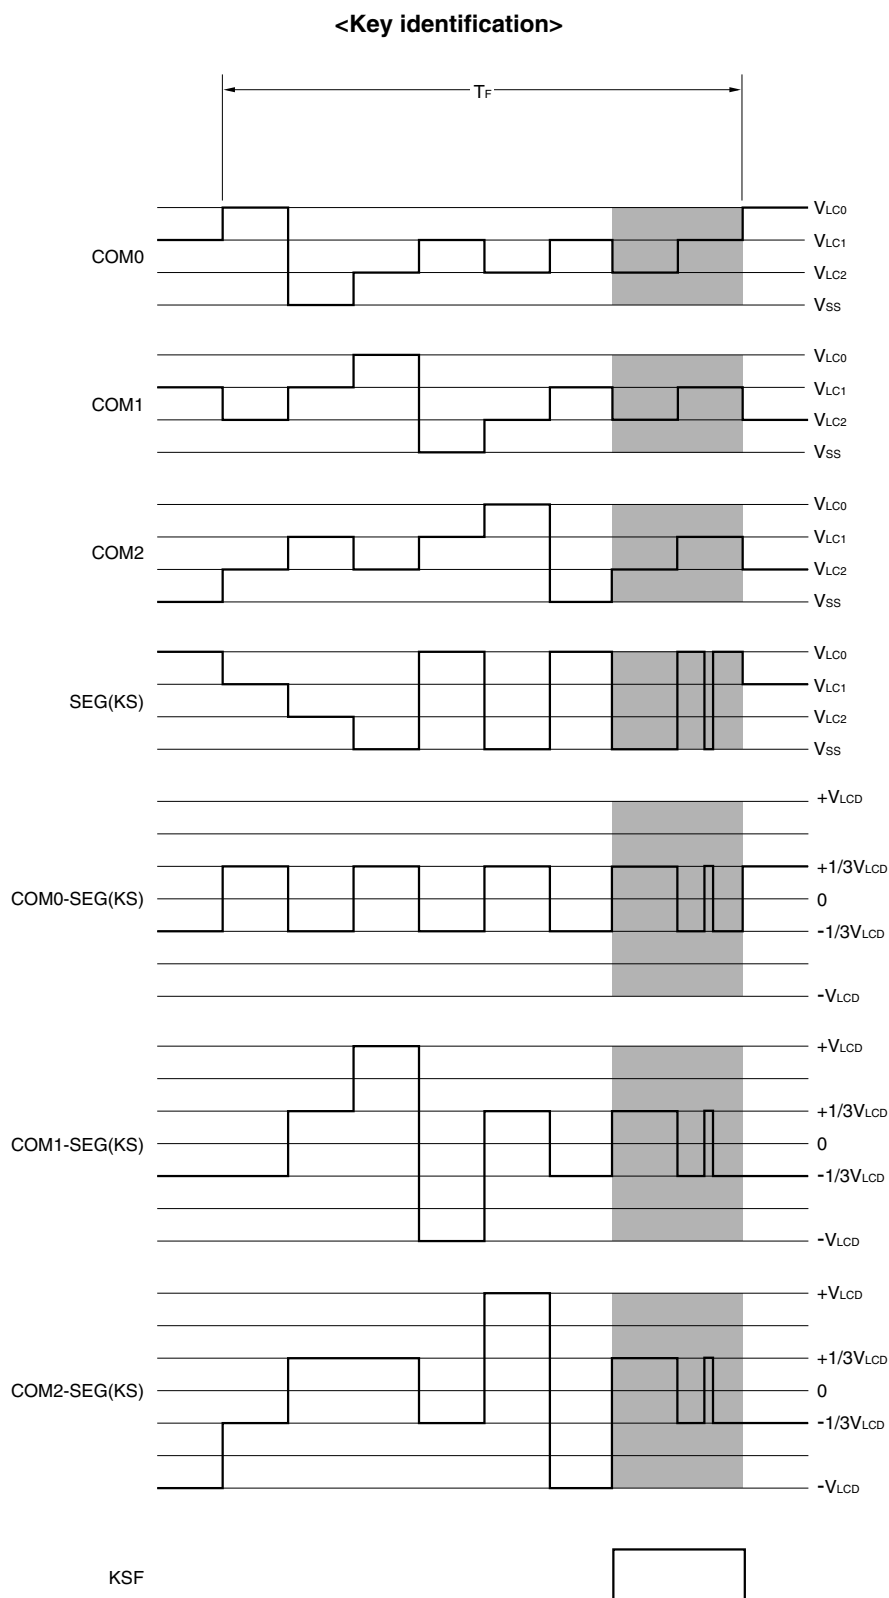 <Key identification>
TF
VLC0
VLC1
COM0
VLC2
VSS
VLC0
VLC1
COM1
VLC2
VSS
VLC0
VLC1
COM2
VLC2
VSS
VLC0
VLC1
SEG(KS)
VLC2
VSS
+VLCD
+1/3VLCD
COM0-SEG(KS)
0
-1/3VLCD
-VLCD
+VLCD
+1/3VLCD
COM1-SEG(KS)
0
-1/3VLCD
-VLCD
+VLCD
+1/3VLCD
COM2-SEG(KS)
0
-1/3VLCD
-VLCD
KSF